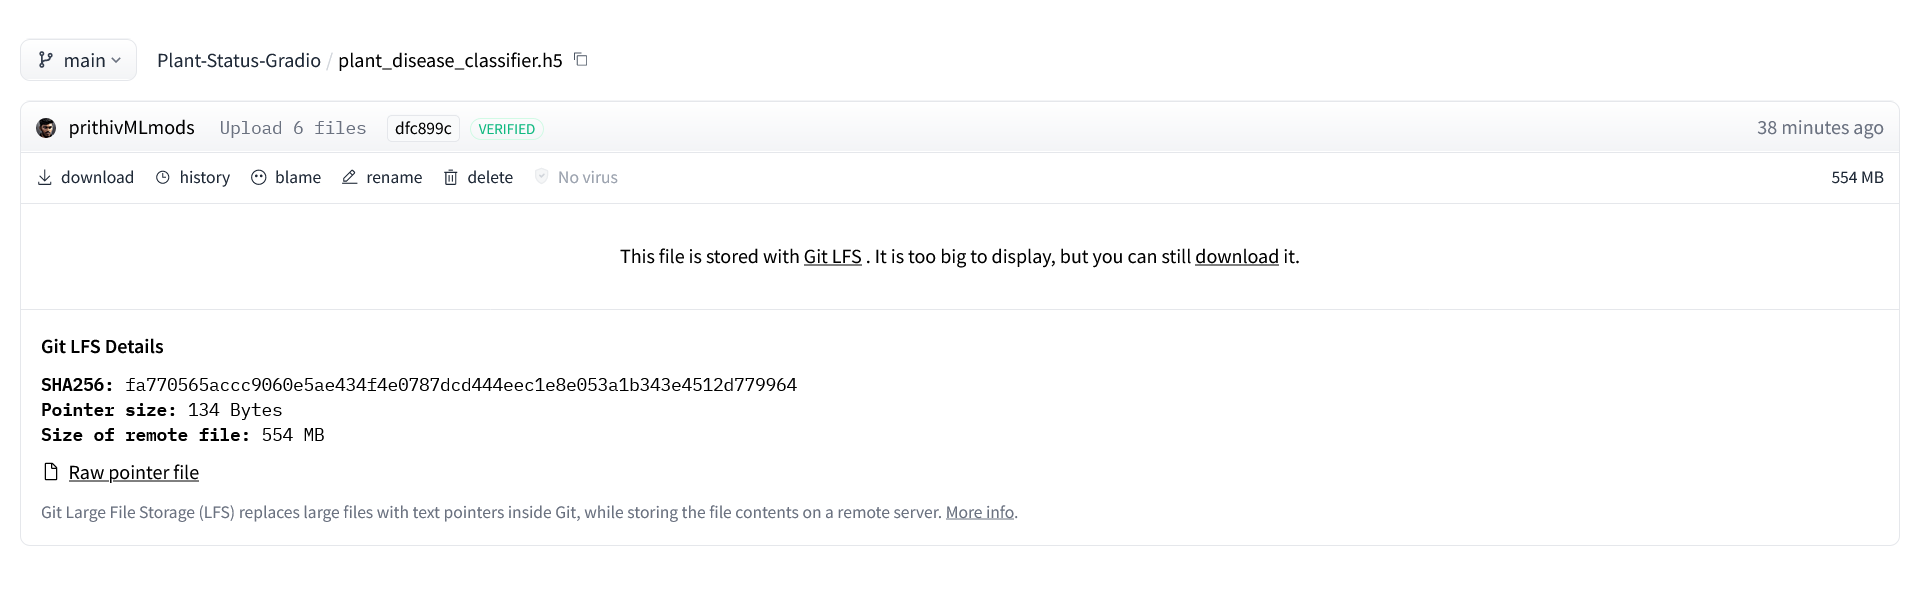 main
Plant-Status-Gradio / plant_disease_classifier.h5
prithivMLmods Upload 6 files dfc899c VERIFIED 38 minutes ago
download history blame rename delete No virus 554 MB
This file is stored with Git LFS . It is too big to display, but you can still download it.
Git LFS Details
SHA256: fa770565accc9060e5ae434f4e0787dcd444eec1e8e053a1b343e4512d779964
Pointer size: 134 Bytes
Size of remote file: 554 MB
Raw pointer file
Git Large File Storage (LFS) replaces large files with text pointers inside Git, while storing the file contents on a remote server. More info.